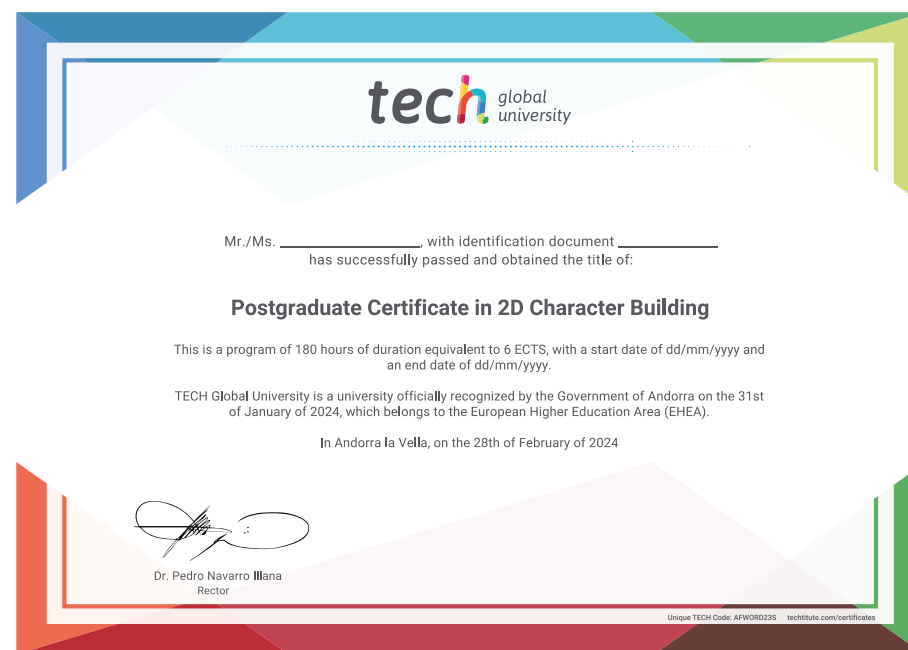 tech global university
Mr./Ms. ____________, with identification document ____________
has successfully passed and obtained the title of:
Postgraduate Certificate in 2D Character Building
This is a program of 180 hours of duration equivalent to 6 ECTS, with a start date of dd/mm/yyyy and
an end date of dd/mm/yyyy.
TECH Global University is a university officially recognized by the Government of Andorra on the 31st
of January of 2024, which belongs to the European Higher Education Area (EHEA).
In Andorra la Vella, on the 28th of February of 2024
Dr. Pedro Navarro Illana
Rector
Unique TECH Code: AFWORD23S techtitute.com/certificates